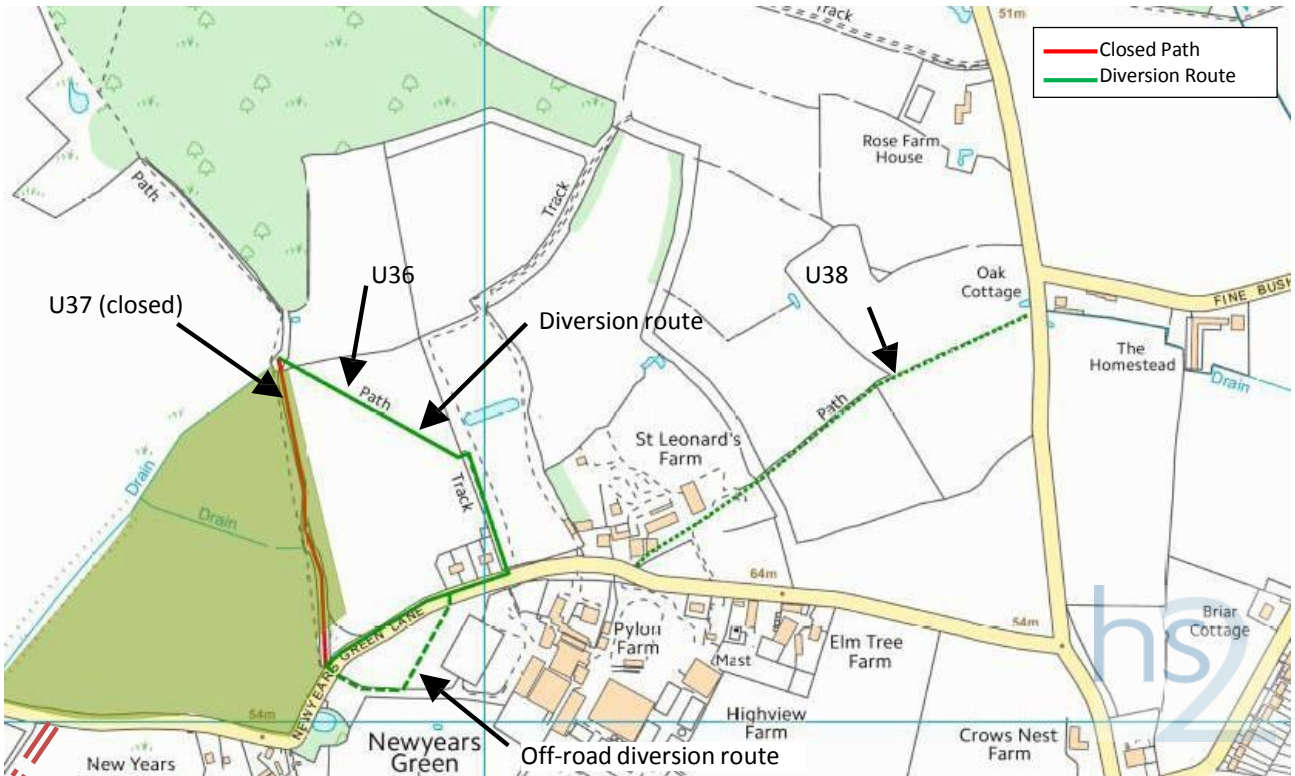 Track
51m
Closed Path
Diversion Route
Rose Farm
House
Path
Track
U36
U38
Oak
Cottage
U37 (closed)
Diversion route
FINE BUSH
The
Homestead
Drain
Path
Path
St Leonard's
Farm
Track
Drain
Drain
64m
NEWYEARS GREEN LANE
Pylon
Farm
Mast
Elm Tree
Farm
54m
Briar
Cottage
hs2
54m
Highview
Farm
Newyears
Green
Off-road diversion route
Crows Nest
Farm
New Years